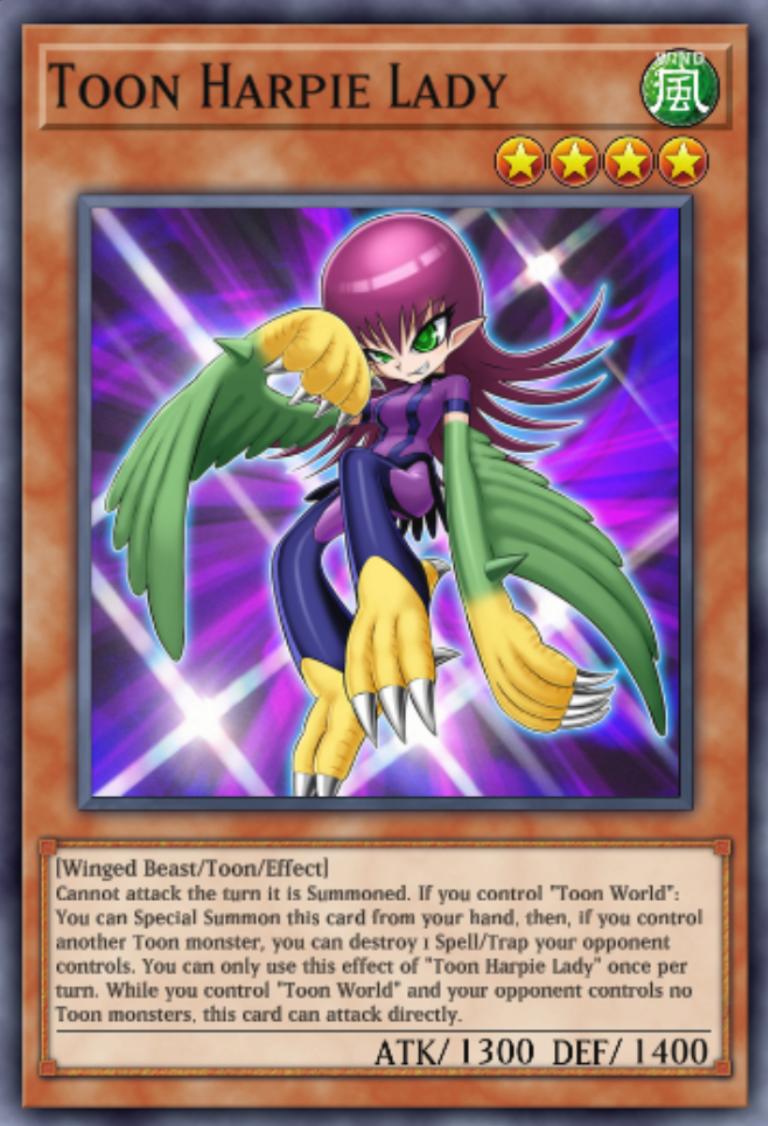 Toon Harpie Lady
WIND
風
[Winged Beast/Toon/Effect]
Cannot attack the turn it is Summoned. If you control "Toon World":
You can Special Summon this card from your hand, then, if you control
another Toon monster, you can destroy 1 Spell/Trap your opponent
controls. You can only use this effect of "Toon Harpie Lady" once per
turn. While you control "Toon World" and your opponent controls no
Toon monsters, this card can attack directly.
ATK/ 1300 DEF/ 1400